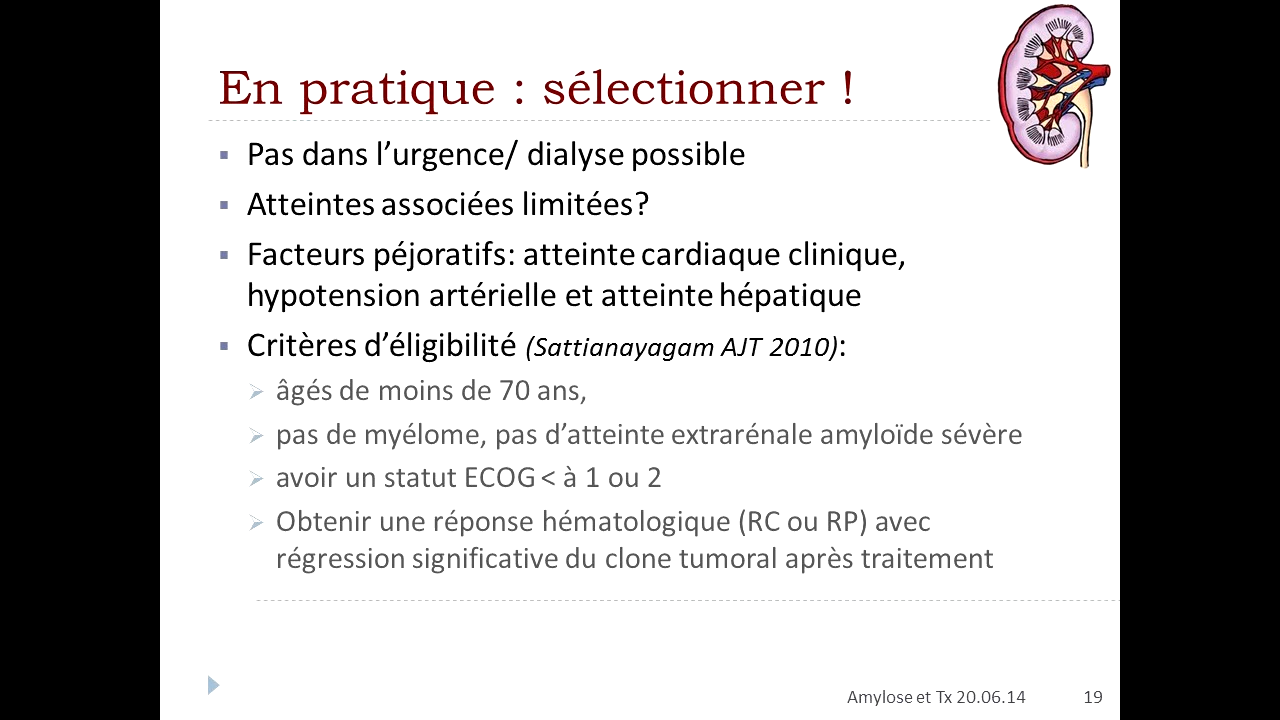 En pratique : sélectionner !
Pas dans l’urgence/ dialyse possible
Atteintes associées limitées?
Facteurs péjoratifs: atteinte cardiaque clinique,
hypotension artérielle et atteinte hépatique
Critères d’éligibilité (Sattianayagam AJT 2010):
âgés de moins de 70 ans,
pas de myélome, pas d’atteinte extrarénale amyloïde sévère
avoir un statut ECOG < à 1 ou 2
Obtenir une réponse hématologique (RC ou RP) avec
régression significative du clone tumoral après traitement
Amylose et Tx 20.06.14 19